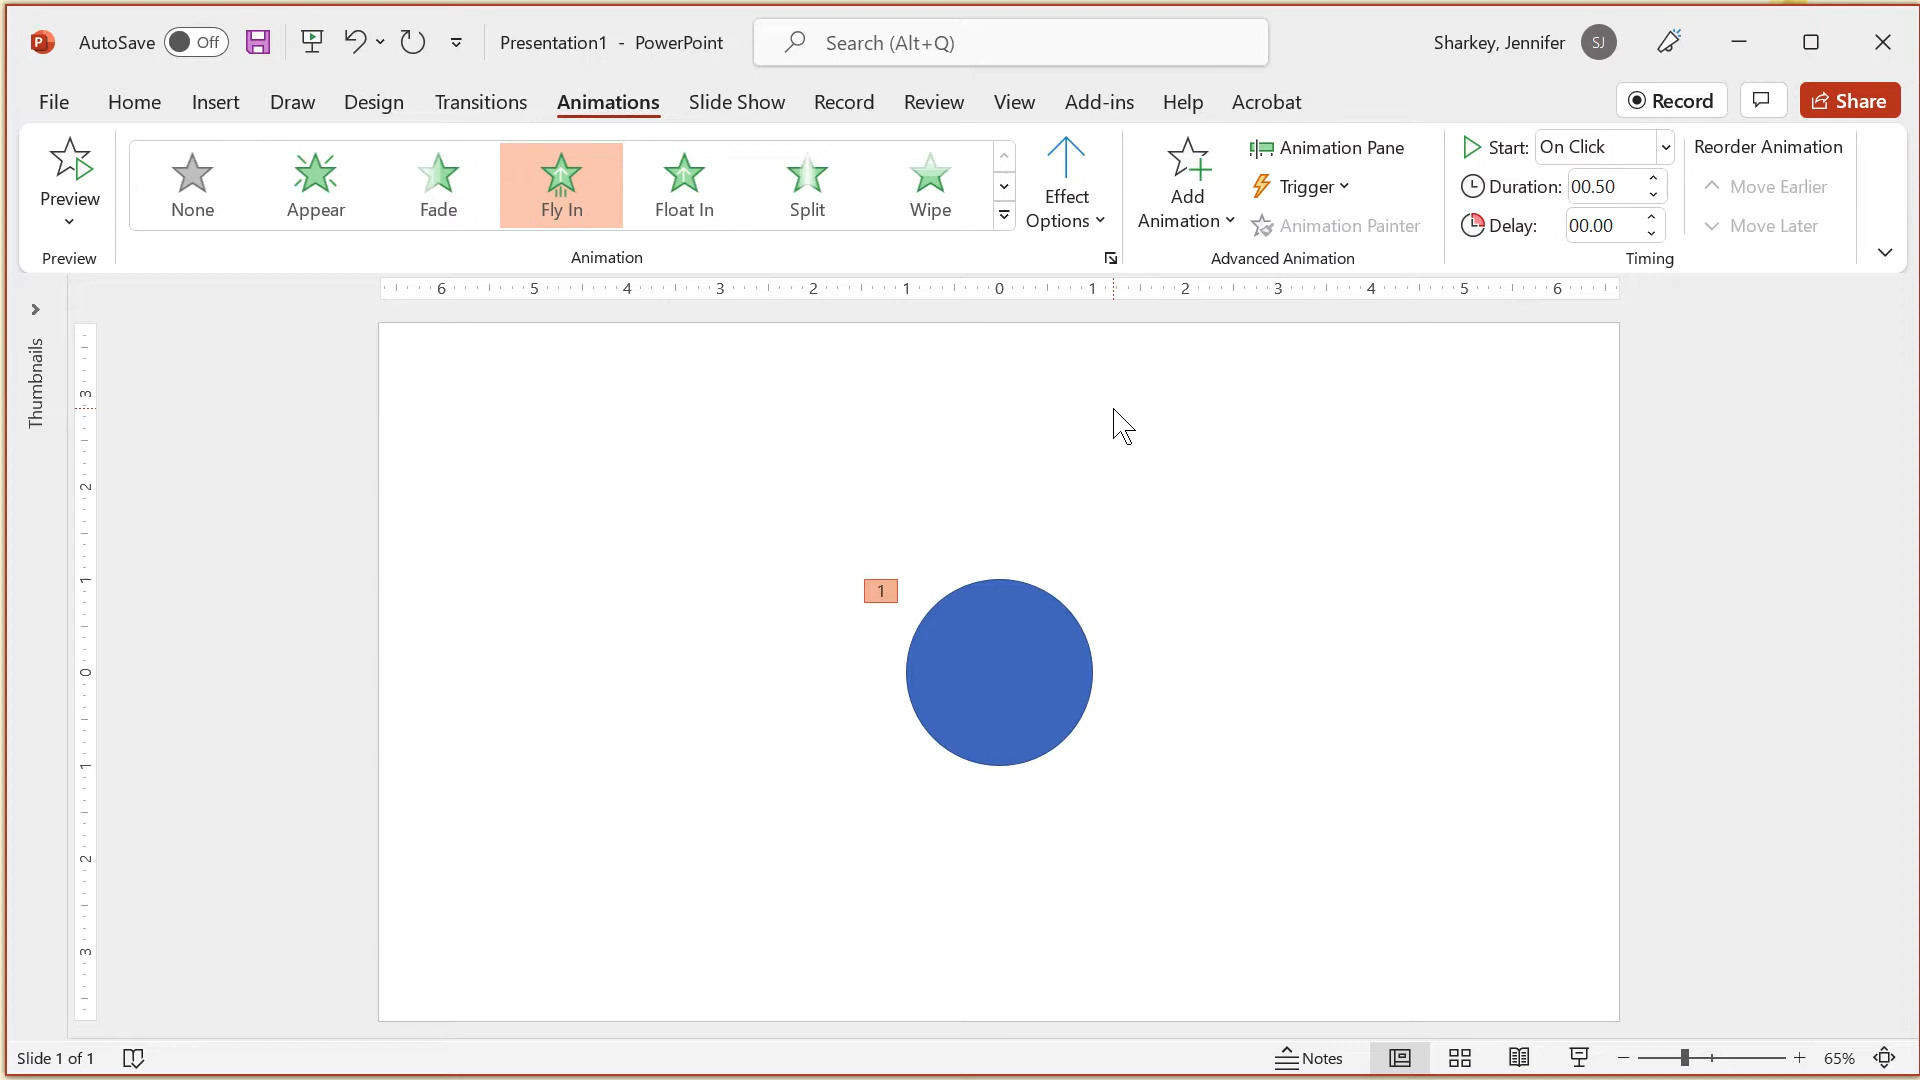 AutoSave Off Presentation1 - PowerPoint Search (Alt+Q) Sharkey, Jennifer SJ
File Home Insert Draw Design Transitions Animations Slide Show Record Review View Add-ins Help Acrobat Record Share
Preview
Preview
None Appear Fade Fly In Float In Split Wipe
Animation
Effect
Options
Add
Animation
Animation Pane
Trigger
Animation Painter
Advanced Animation
Start: On Click
Duration: 00.50
Delay: 00.00
Timing
Reorder Animation
Move Earlier
Move Later
6 5 4 3 2 1 0 1 2 3 4 5 6
Thumbnails
3
2
1
0
1
2
3
1
Slide 1 of 1 Notes 65%